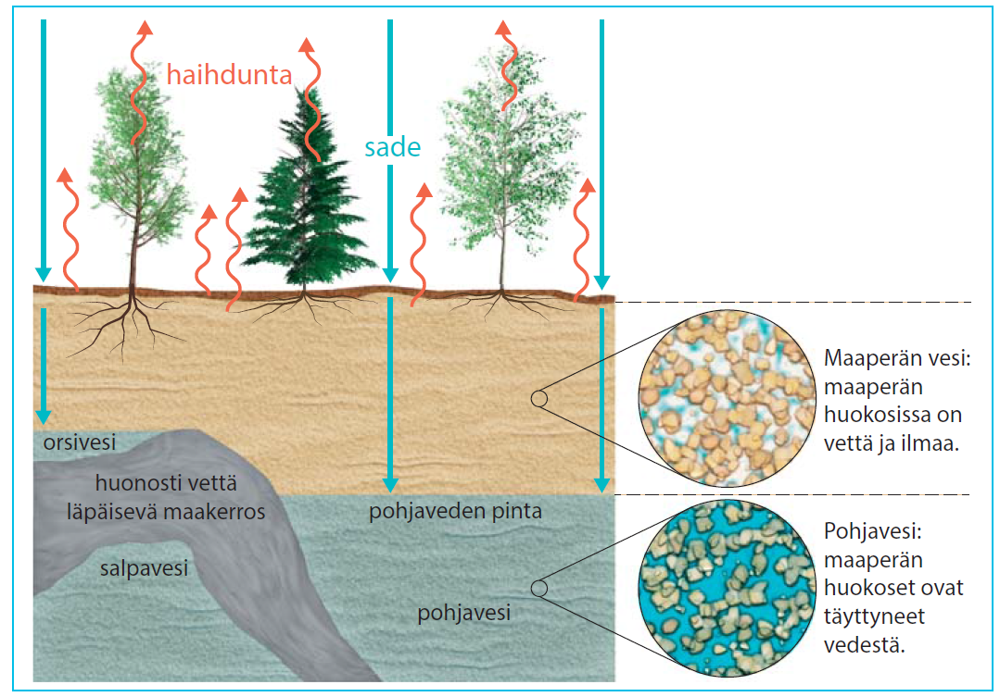 haihdunta
sade
Maaperän vesi:
maaperän
huokosissa on
vettä ja ilmaa.
orsivesi
huonosti vettä
läpäisevä maakerros
pohjaveden pinta
salpavesi
pohjavesi
Pohjavesi:
maaperän
huokoset ovat
täyttyneet
vedestä.